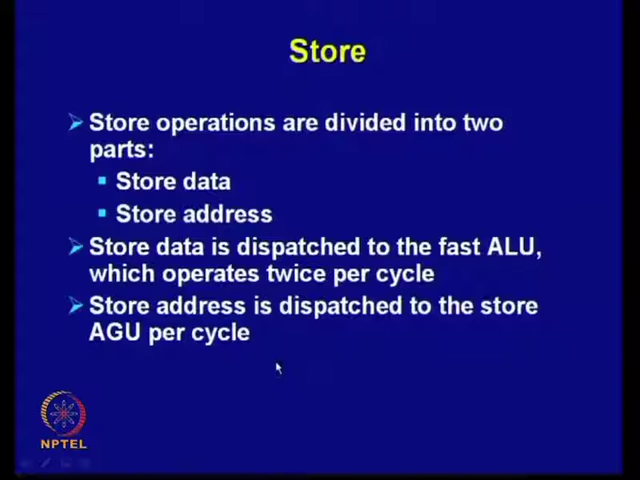 Store
Store operations are divided into two
parts:
Store data
Store address
Store data is dispatched to the fast ALU,
which operates twice per cycle
Store address is dispatched to the store
AGU per cycle
NPTEL